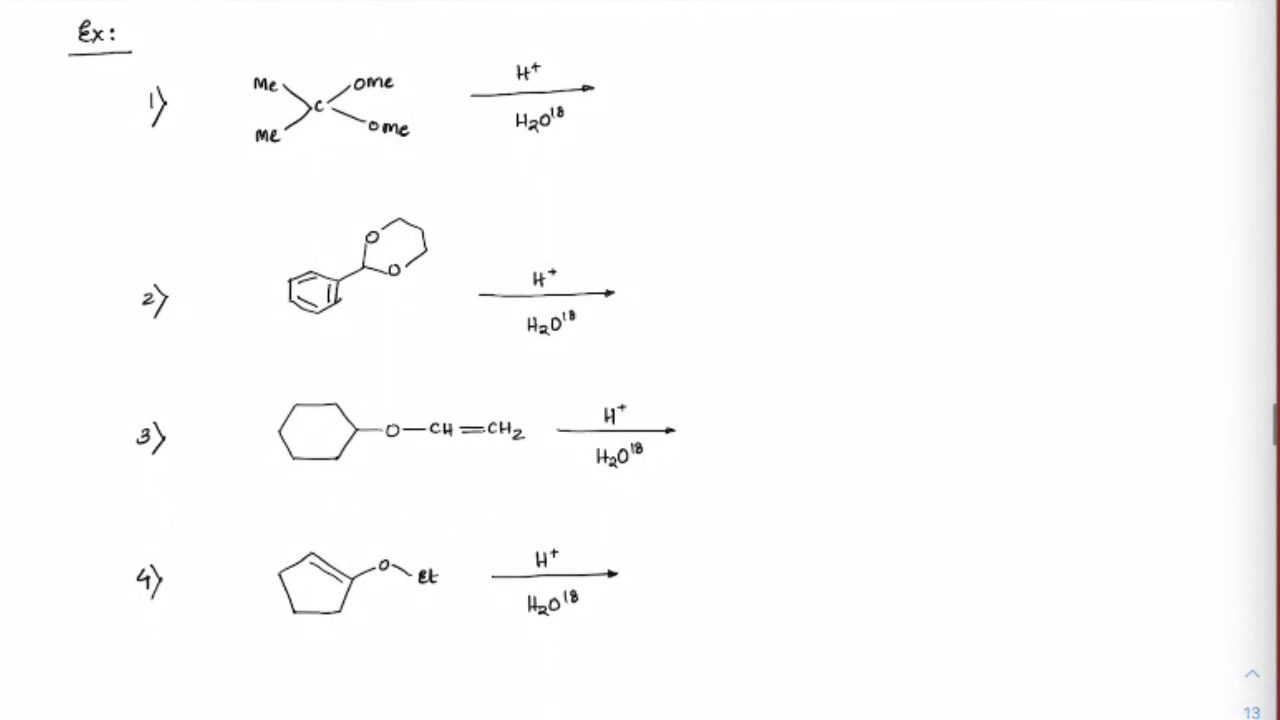 Ex:
1) Me Me C OMe OMe H+ H2O18
2) O O H+ H2O18
3) O-CH=CH2 H+ H2O18
4) O Et H+ H2O18
13